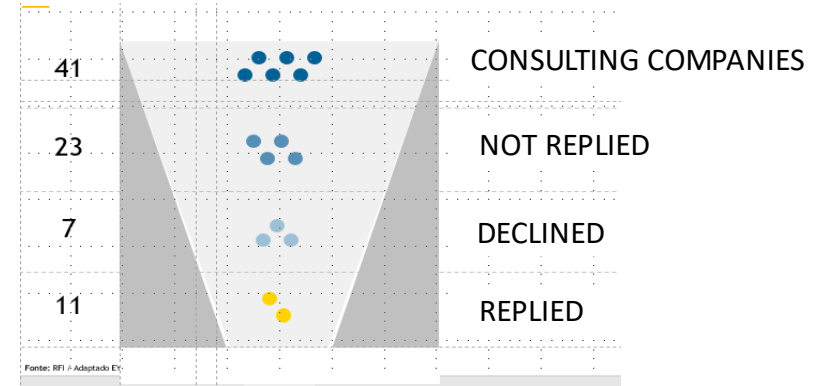 41 CONSULTING COMPANIES
23 NOT REPLIED
7 DECLINED
11 REPLIED
Fonte: RFI / Adaptado EY